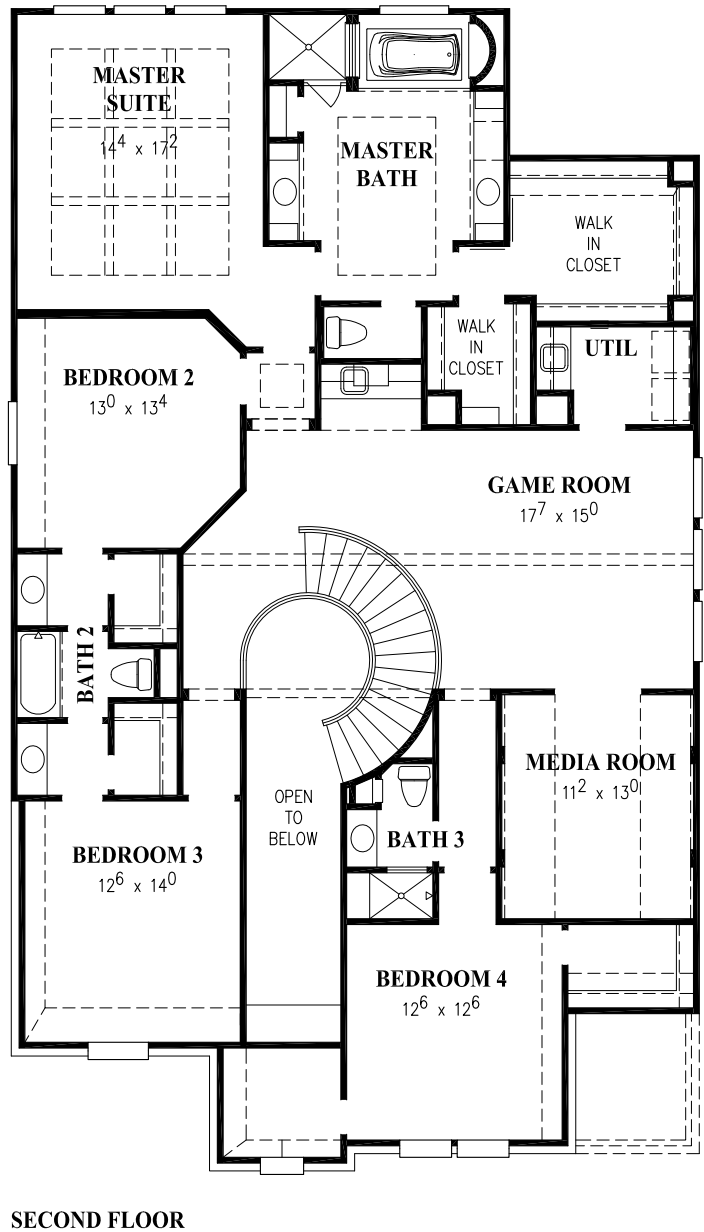 MASTER
SUITE
14⁴ x 17²
MASTER
BATH
WALK
IN
CLOSET
WALK
IN
CLOSET
UTIL
BEDROOM 2
13⁰ x 13⁴
GAME ROOM
17⁷ x 15⁰
BATH 2
MEDIA ROOM
11² x 13⁰
OPEN
TO
BELOW
BATH 3
BEDROOM 3
12⁶ x 14⁰
BEDROOM 4
12⁶ x 12⁶
SECOND FLOOR